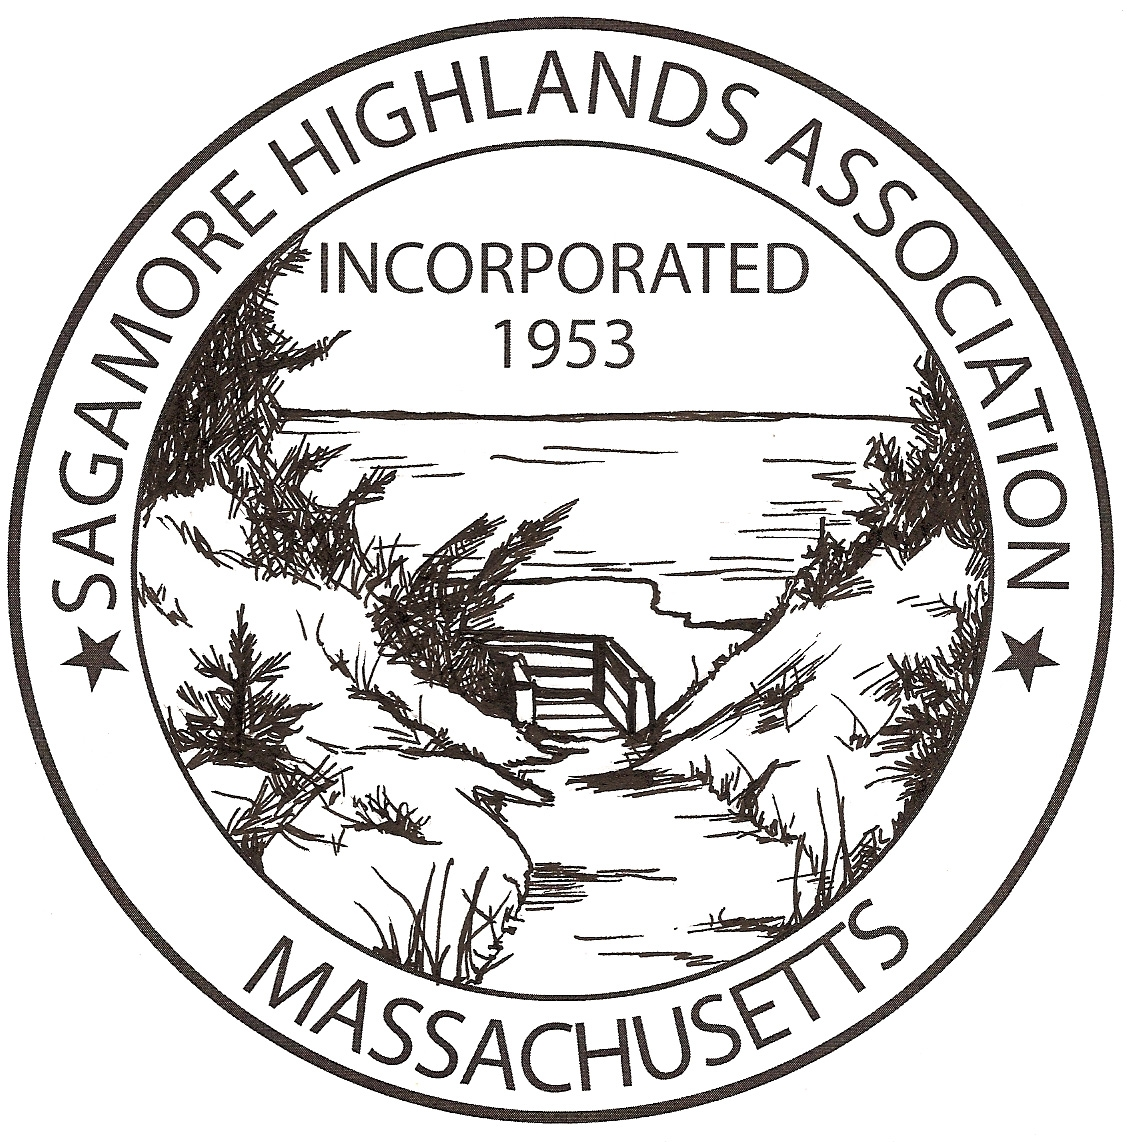 SAGAMORE HIGHLANDS ASSOCIATION
INCORPORATED
1953
MASSACHUSETTS